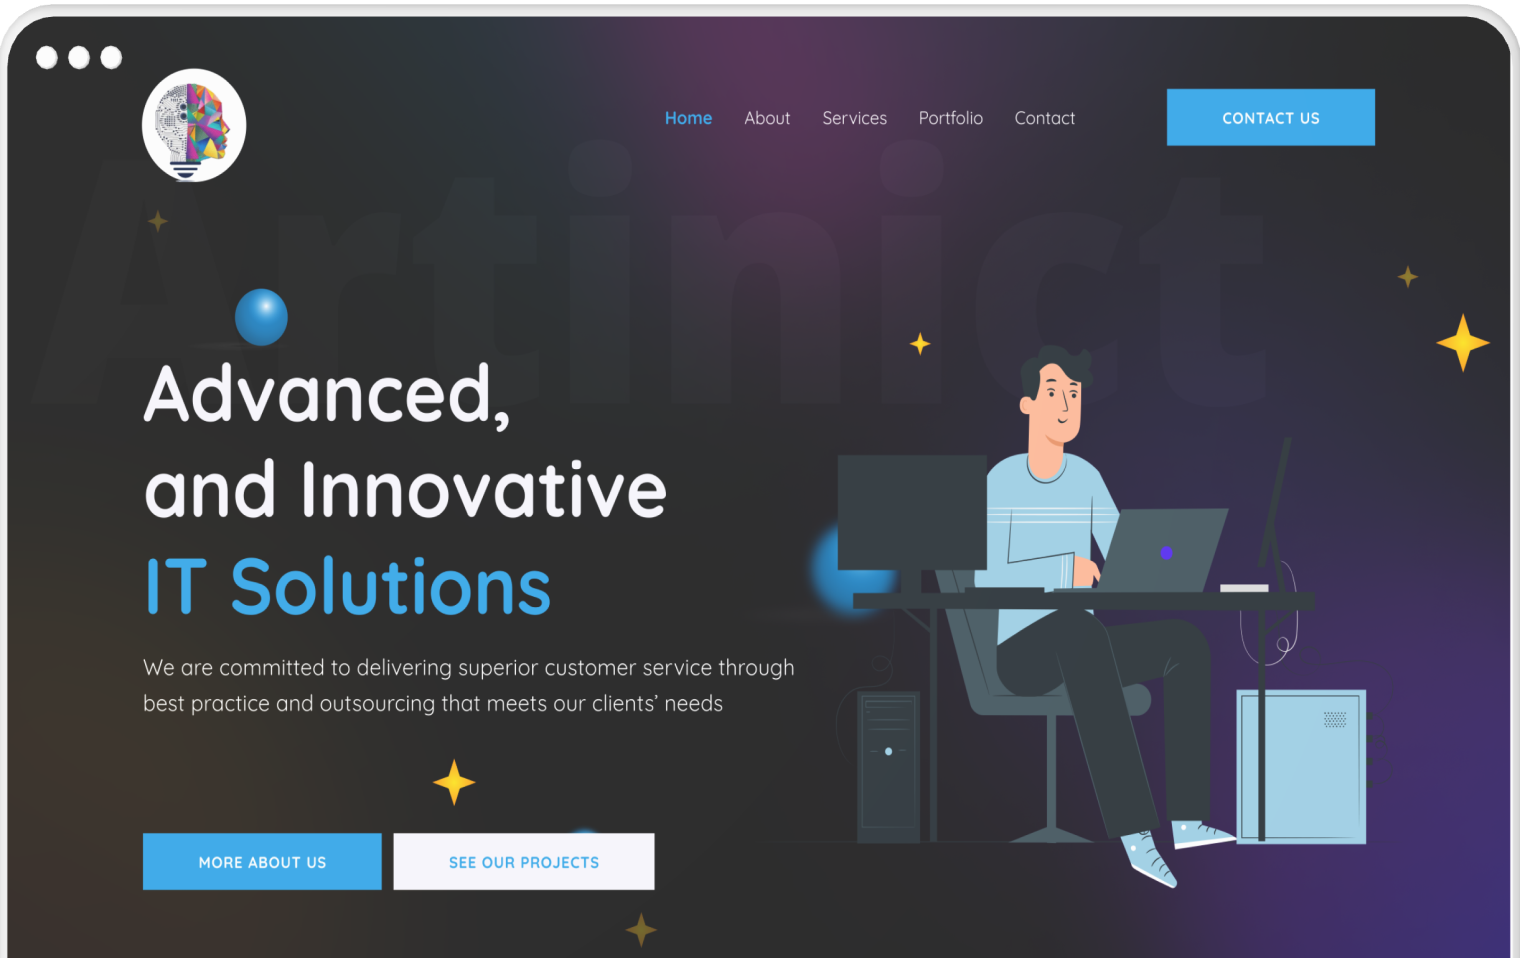 Home About Services Portfolio Contact CONTACT US
Artinict
Advanced,
and Innovative
IT Solutions
We are committed to delivering superior customer service through
best practice and outsourcing that meets our clients’ needs
MORE ABOUT US SEE OUR PROJECTS